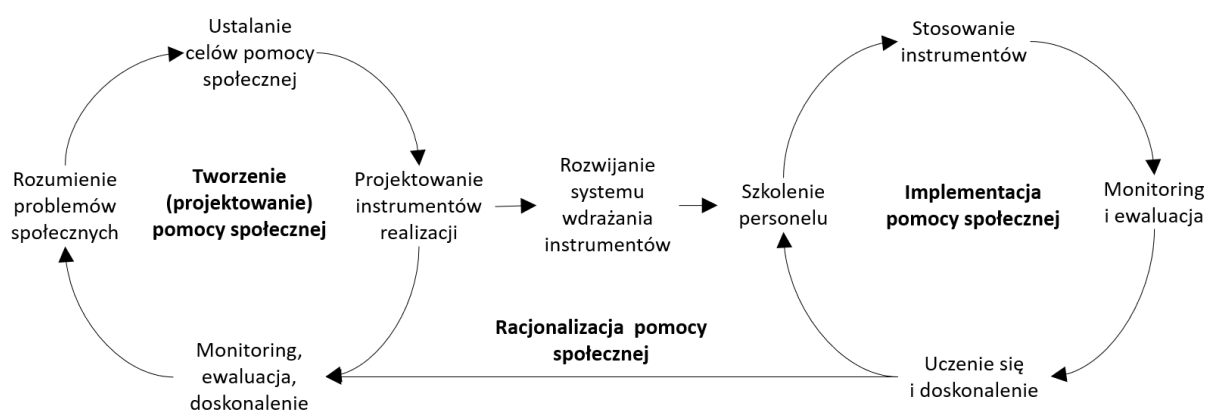 Ustalanie
celów pomocy
społecznej
Rozumienie
problemów
społecznych
Tworzenie
(projektowanie)
pomocy społecznej
Projektowanie
instrumentów
realizacji
Monitoring,
ewaluacja,
doskonalenie
Rozwijanie
systemu
wdrażania
instrumentów
Racjonalizacja pomocy
społecznej
Stosowanie
instrumentów
Szkolenie
personelu
Implementacja
pomocy społecznej
Monitoring
i ewaluacja
Uczenie się
i doskonalenie